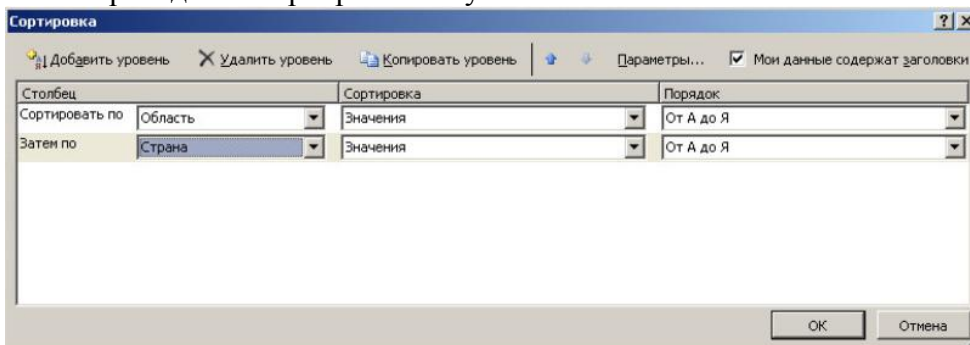 Сортировка
Добавить уровень Удалить уровень Копировать уровень Параметры... Мои данные содержат заголовки
Столбец Сортировка Порядок
Сортировать по Область Значения От А до Я
Затем по Страна Значения От А до Я
ОК Отмена